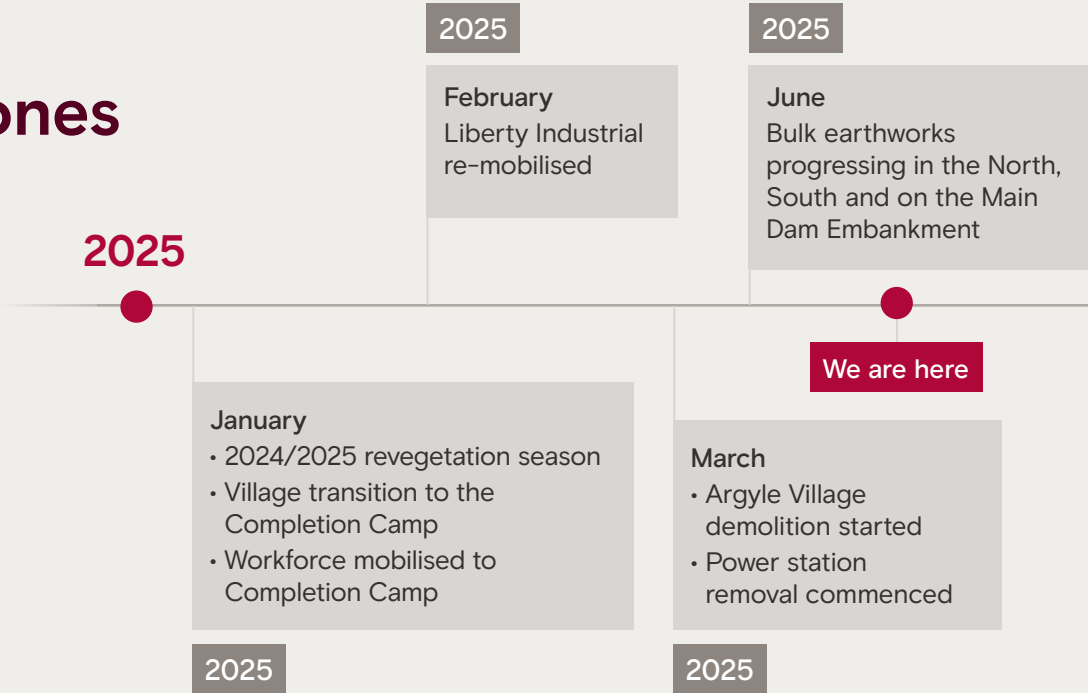 ones
2025
2025
February
Liberty Industrial
re-mobilised
2025
June
Bulk earthworks
progressing in the North,
South and on the Main
Dam Embankment
We are here
January
• 2024/2025 revegetation season
• Village transition to the
Completion Camp
• Workforce mobilised to
Completion Camp
2025
March
• Argyle Village
demolition started
• Power station
removal commenced
2025